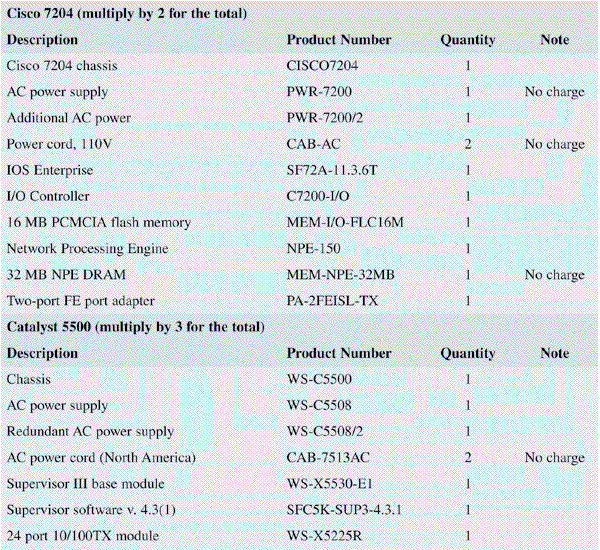 Cisco 7204 (multiply by 2 for the total)
Description Product Number Quantity Note
Cisco 7204 chassis CISCO7204 1
AC power supply PWR-7200 1 No charge
Additional AC power PWR-7200/2 1
Power cord, 110V CAB-AC 2 No charge
IOS Enterprise SF72A-11.3.6T 1
I/O Controller C7200-I/O 1
16 MB PCMCIA flash memory MEM-I/O-FLC16M 1
Network Processing Engine NPE-150 1
32 MB NPE DRAM MEM-NPE-32MB 1 No charge
Two-port FE port adapter PA-2FEISL-TX 1
Catalyst 5500 (multiply by 3 for the total)
Description Product Number Quantity Note
Chassis WS-C5500 1
AC power supply WS-C5508 1
Redundant AC power supply WS-C5508/2 1
AC power cord (North America) CAB-7513AC 2 No charge
Supervisor III base module WS-X5530-E1 1
Supervisor software v. 4.3(1) SFC5K-SUP3-4.3.1 1
24 port 10/100TX module WS-X5225R 1